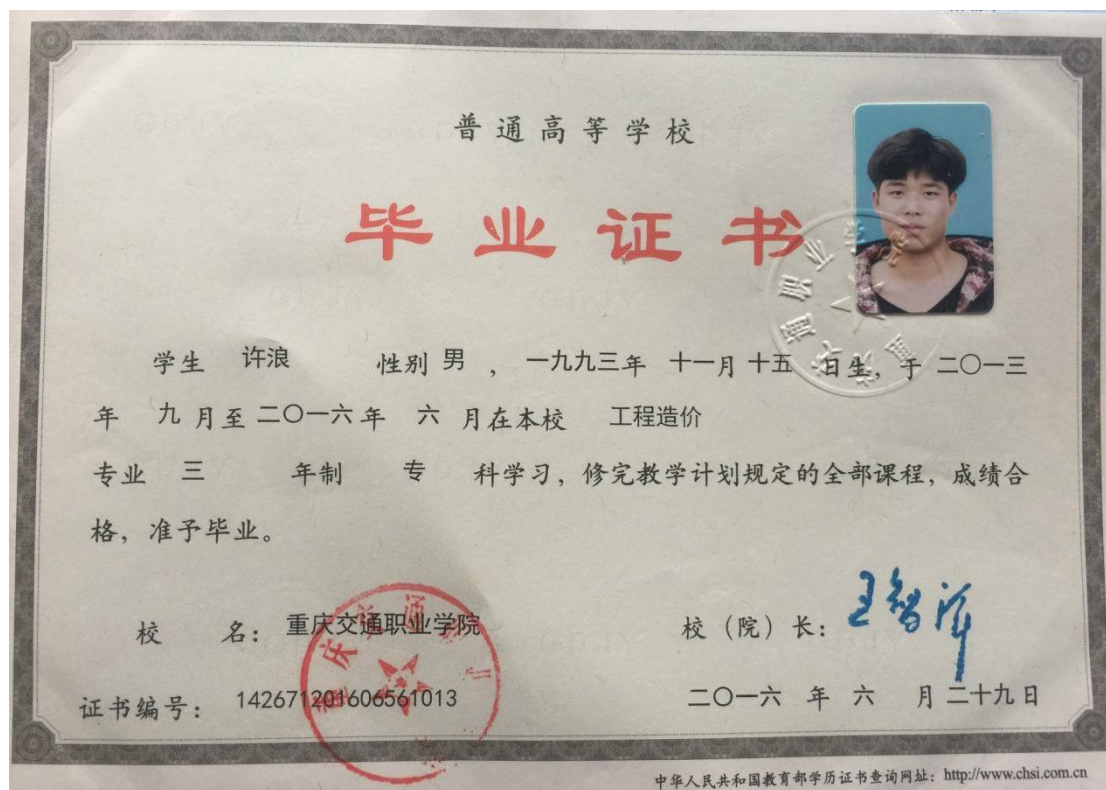 普通高等学校
毕业证书
学生 许浪 性别 男 ,一九九三年 十一月 十五 日生,于 二〇一三
年 九 月至 二〇一六年 六 月在本校 工程造价
专业 三 年制 专 科学习,修完教学计划规定的全部课程,成绩合
格,准予毕业。
校 名:重庆交通职业学院
校(院)长:
证书编号:142671201606561013
二〇一六 年 六 月 二十九日
中华人民共和国教育部学历证书查询网址:http://www.chsi.com.cn